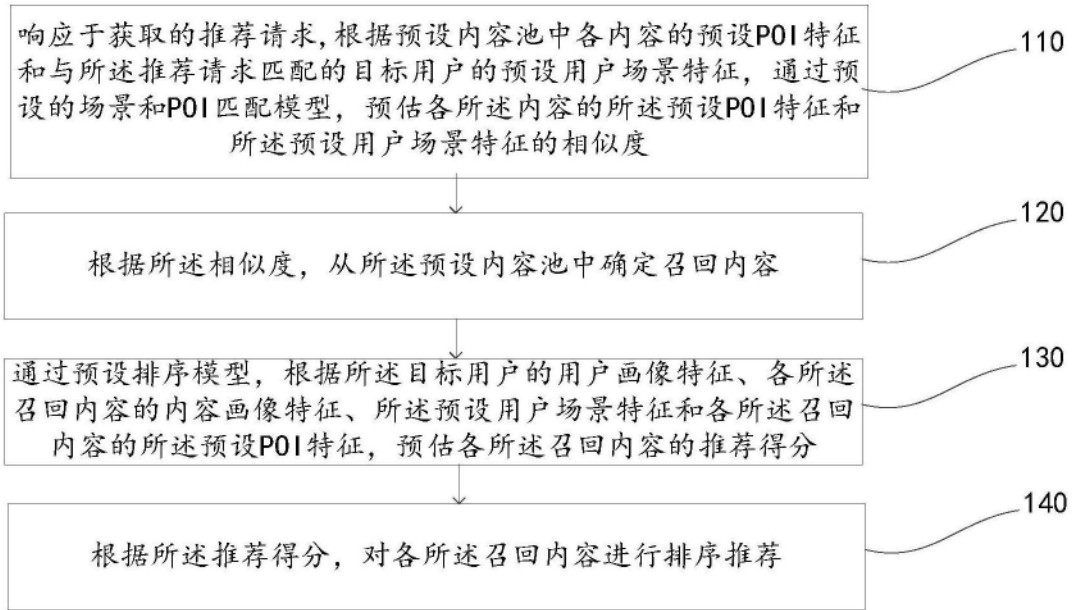 响应于获取的推荐请求,根据预设内容池中各内容的预设POI特征
和与所述推荐请求匹配的目标用户的预设用户场景特征，通过预
设的场景和POI匹配模型，预估各所述内容的所述预设POI特征和
所述预设用户场景特征的相似度
110
根据所述相似度，从所述预设内容池中确定召回内容
120
通过预设排序模型，根据所述目标用户的用户画像特征、各所述
召回内容的内容画像特征、所述预设用户场景特征和各所述召回
内容的所述预设POI特征，预估各所述召回内容的推荐得分
130
根据所述推荐得分，对各所述召回内容进行排序推荐
140